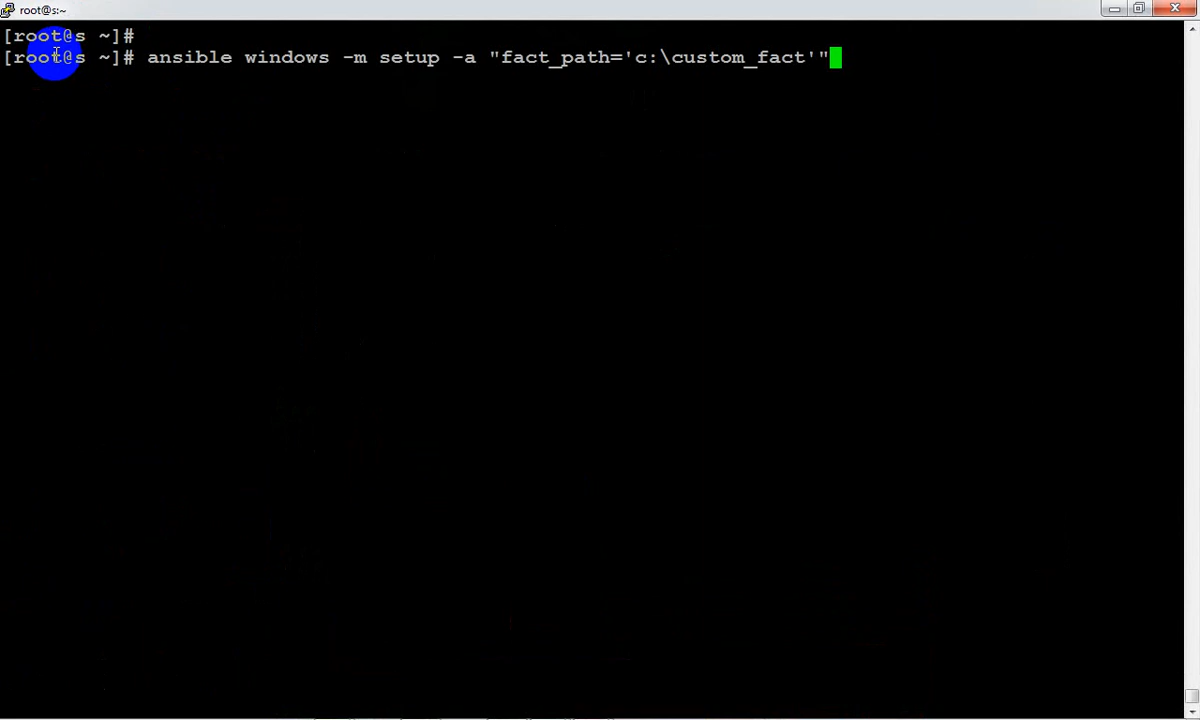 root@s:~
[root@s ~]#
[root@s ~]# ansible windows -m setup -a "fact_path='c:\custom_fact'"